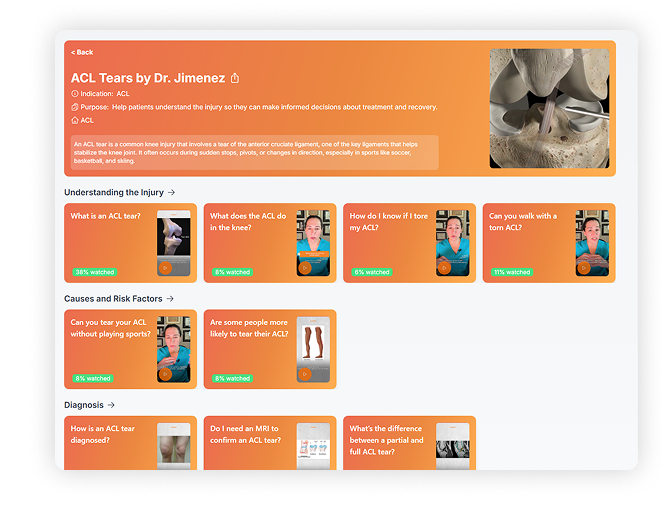 < Back
ACL Tears by Dr. Jimenez
Indication: ACL
Purpose: Help patients understand the injury so they can make informed decisions about treatment and recovery.
ACL
An ACL tear is a common knee injury that involves a tear of the anterior cruciate ligament, one of the key ligaments that helps
stabilize the knee joint. It often occurs during sudden stops, pivots, or changes in direction, especially in sports like soccer,
basketball, and skiing.
Understanding the Injury →
What is an ACL tear?
38% watched
What does the ACL do
in the knee?
8% watched
How do I know if I tore
my ACL?
6% watched
Can you walk with a
torn ACL?
11% watched
Causes and Risk Factors →
Can you tear your ACL
without playing sports?
8% watched
Are some people more
likely to tear their ACL?
8% watched
Diagnosis →
How is an ACL tear
diagnosed?
Do I need an MRI to
confirm an ACL tear?
What's the difference
between a partial and
full ACL tear?